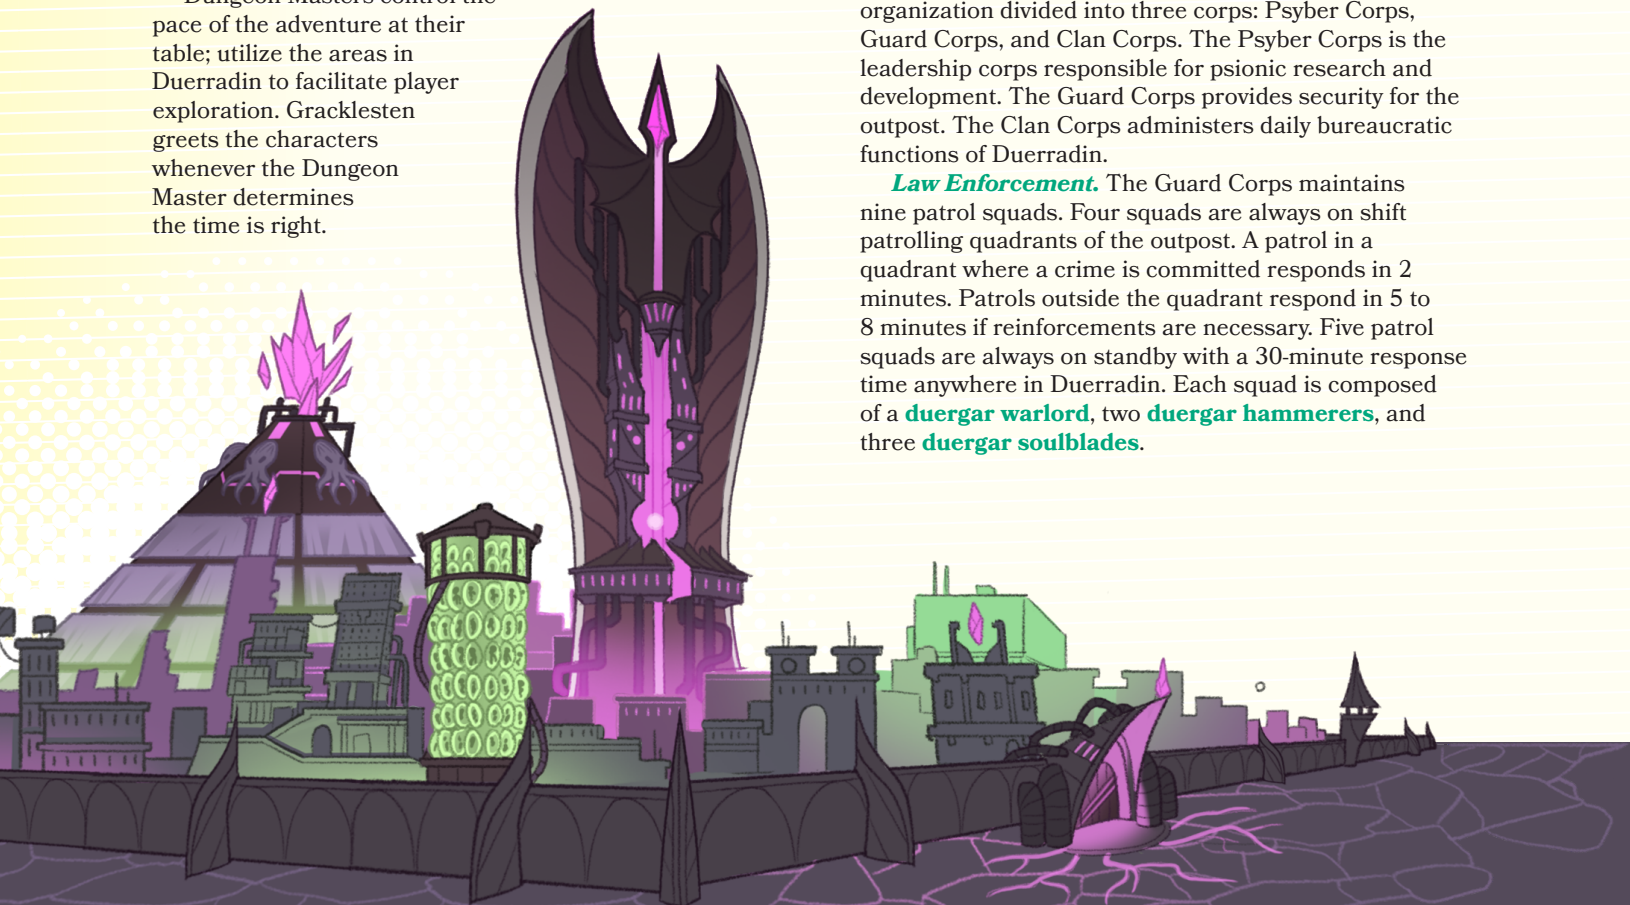 Dungeon Masters control the
pace of the adventure at their
table; utilize the areas in
Duerradin to facilitate player
exploration. Gracklesten
greets the characters
whenever the Dungeon
Master determines
the time is right.
organization divided into three corps: Psyber Corps,
Guard Corps, and Clan Corps. The Psyber Corps is the
leadership corps responsible for psionic research and
development. The Guard Corps provides security for the
outpost. The Clan Corps administers daily bureaucratic
functions of Duerradin.
Law Enforcement. The Guard Corps maintains
nine patrol squads. Four squads are always on shift
patrolling quadrants of the outpost. A patrol in a
quadrant where a crime is committed responds in 2
minutes. Patrols outside the quadrant respond in 5 to
8 minutes if reinforcements are necessary. Five patrol
squads are always on standby with a 30-minute response
time anywhere in Duerradin. Each squad is composed
of a duergar warlord, two duergar hammerers, and
three duergar soulblades.